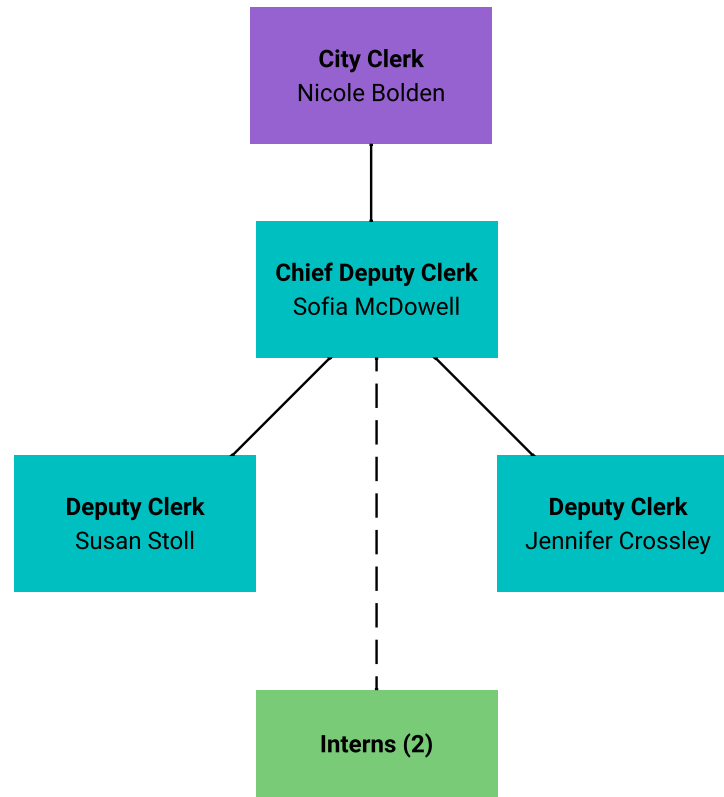 City Clerk
Nicole Bolden
Chief Deputy Clerk
Sofia McDowell
Deputy Clerk
Susan Stoll
Deputy Clerk
Jennifer Crossley
Interns (2)